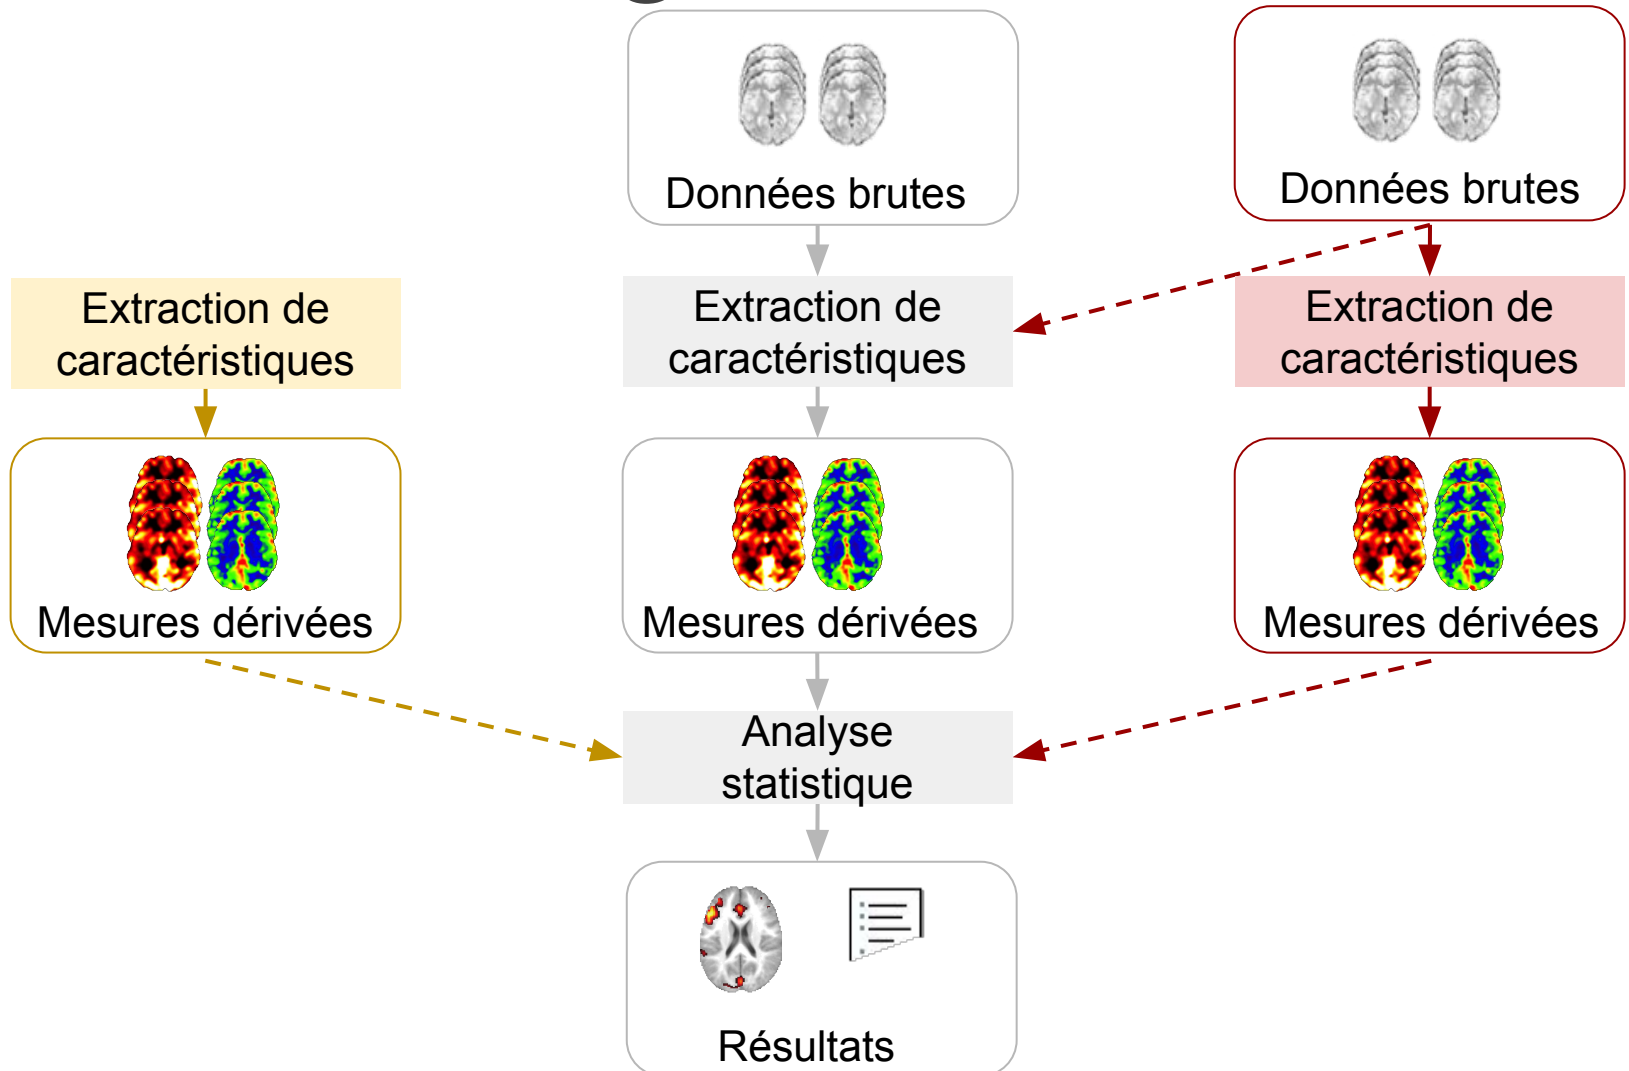 Données brutes
Données brutes
Extraction de
caractéristiques
Extraction de
caractéristiques
Extraction de
caractéristiques
Mesures dérivées
Mesures dérivées
Mesures dérivées
Analyse
statistique
Résultats